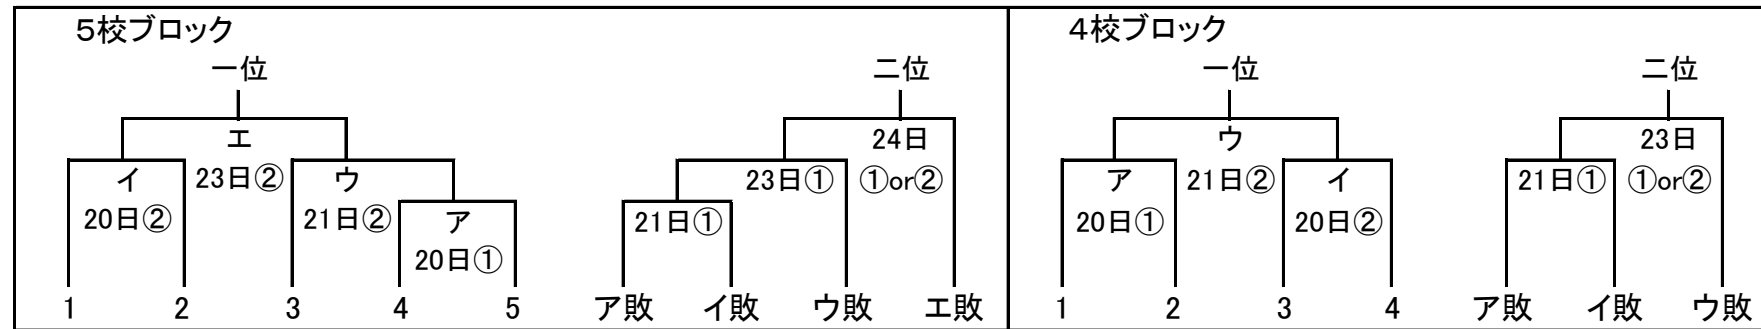 ５校ブロック
一位
二位
エ
24日
イ
23日②
ウ
23日①
①or②
20日②
21日②
ア
21日①
20日①
1
2
3
4
5
ア敗
イ敗
ウ敗
エ敗
４校ブロック
一位
二位
ウ
23日
ア
21日②
イ
21日①
①or②
20日①
20日②
1
2
3
4
ア敗
イ敗
ウ敗